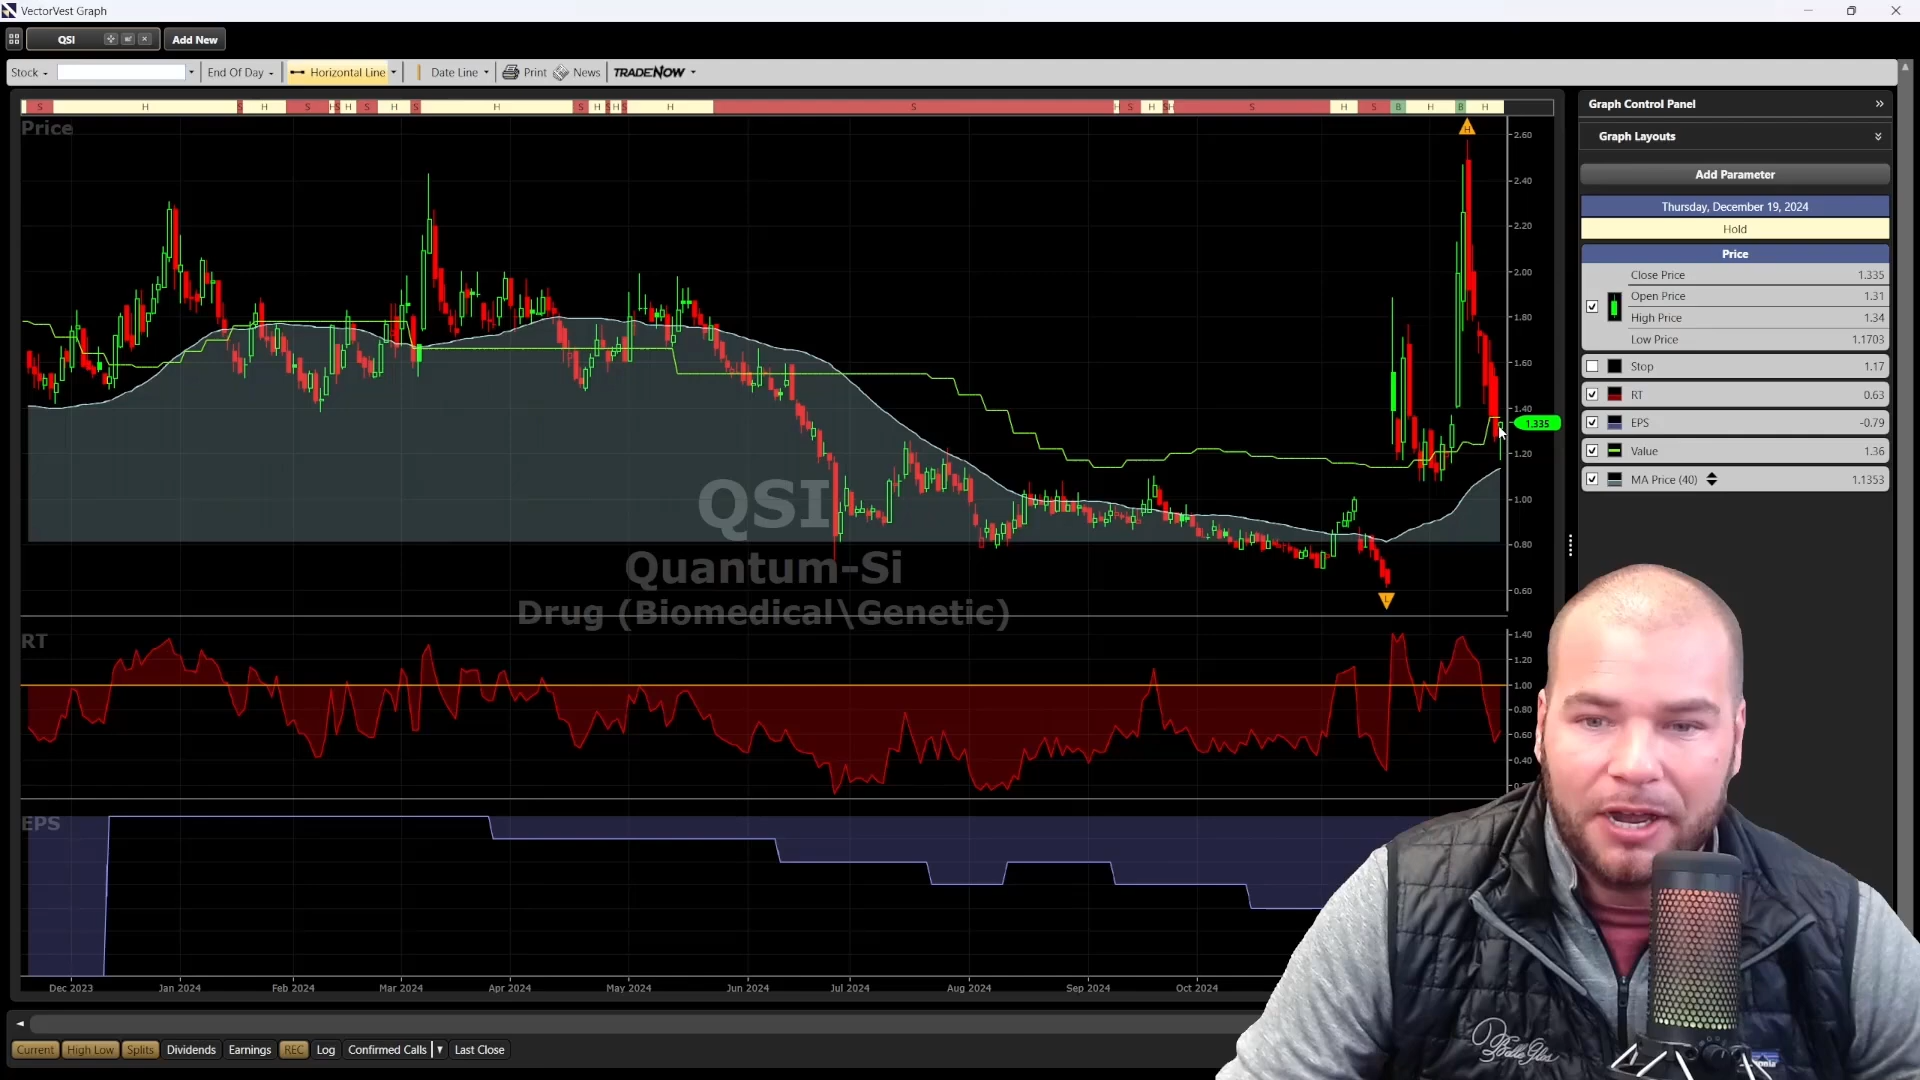 VectorVest Graph
QSI Add New
Stock End Of Day Horizontal Line Date Line Print News TRADENOW
S H S H S H S H S H S H S H S H S H H S H S H S H S B H B H
Price
H
2.60
2.40
2.20
2.00
1.80
1.60
1.40
1.335
1.20
1.00
0.80
0.60
QSI
Quantum-Si
Drug (Biomedical\Genetic)
L
RT
1.40
1.20
1.00
0.80
0.60
0.40
EPS
Dec 2023 Jan 2024 Feb 2024 Mar 2024 Apr 2024 May 2024 Jun 2024 Jul 2024 Aug 2024 Sep 2024 Oct 2024
Current High Low Splits Dividends Earnings REC Log Confirmed Calls Last Close
Graph Control Panel
Graph Layouts
Add Parameter
Thursday, December 19, 2024
Hold
Price
Close Price 1.335
Open Price 1.31
High Price 1.34
Low Price 1.1703
Stop 1.17
RT 0.63
EPS -0.79
Value 1.36
MA Price (40) 1.1353
Belle Glos